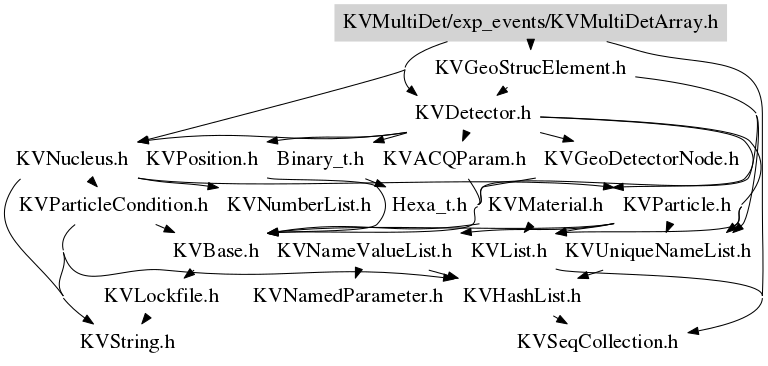 KVMultiDet/exp_events/KVMultiDetArray.h
KVGeoStrucElement.h
KVDetector.h
KVNucleus.h KVPosition.h Binary_t.h KVACQParam.h KVGeoDetectorNode.h
KVParticleCondition.h KVNumberList.h Hexa_t.h KVMaterial.h KVParticle.h
KVBase.h KVNameValueList.h KVList.h KVUniqueNameList.h
KVLockfile.h KVNamedParameter.h KVHashList.h
KVString.h KVSeqCollection.h